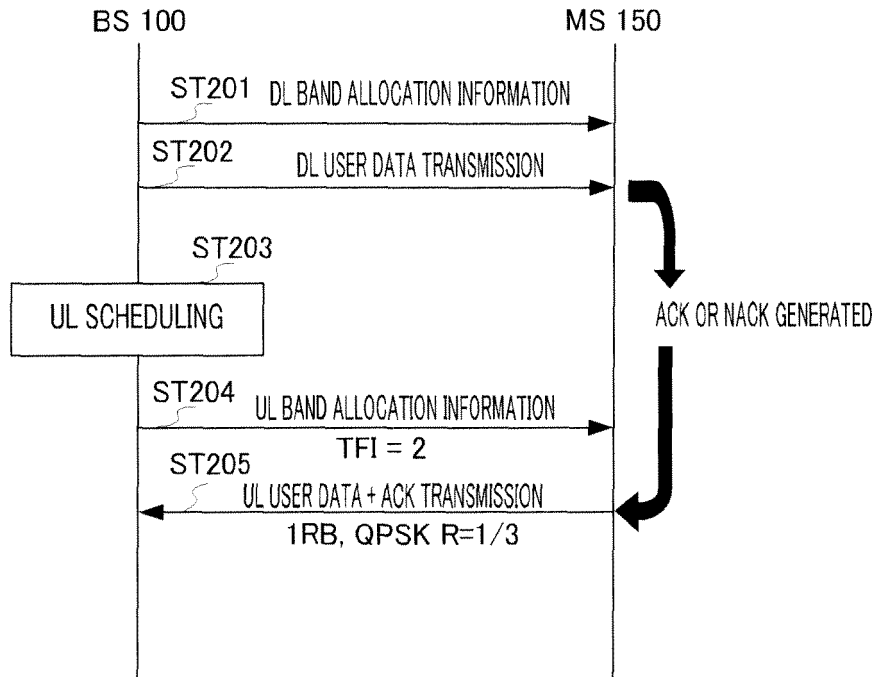 BS 100
MS 150
ST201
DL BAND ALLOCATION INFORMATION
ST202
DL USER DATA TRANSMISSION
ST203
UL SCHEDULING
ACK OR NACK GENERATED
ST204
UL BAND ALLOCATION INFORMATION
TFI = 2
ST205
UL USER DATA + ACK TRANSMISSION
1RB, QPSK R=1/3